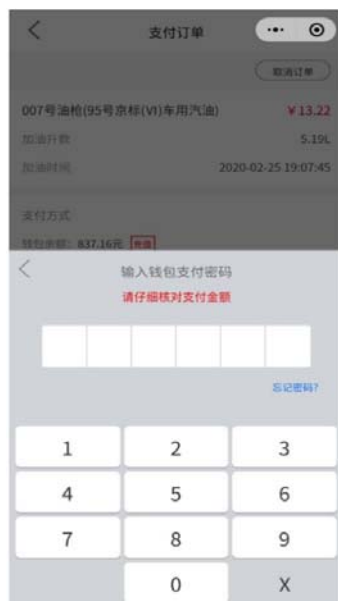 支付订单
取消订单
007号油枪(95号京标(VI)车用汽油) ￥13.22
加油升数 5.19L
加油时间 2020-02-25 19:07:45
支付方式
钱包余额: 837.16元 充值
输入钱包支付密码
请仔细核对支付金额
忘记密码?
1 2 3
4 5 6
7 8 9
0 X